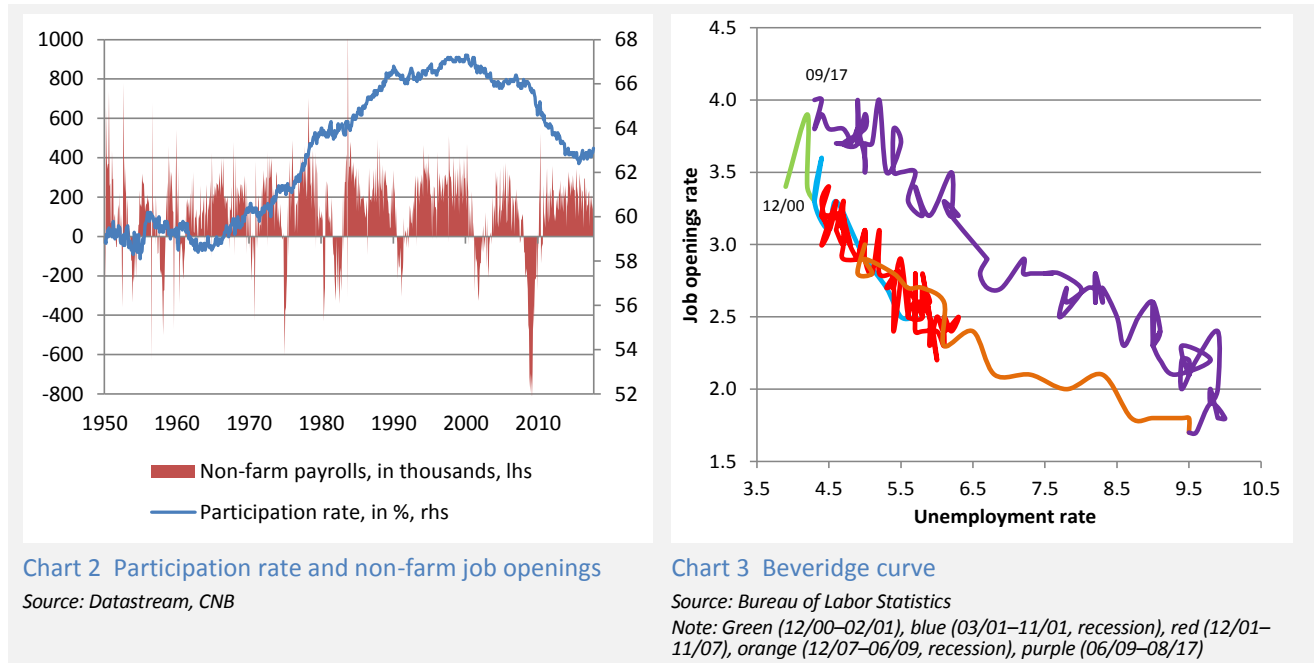 1000
800
600
400
200
0
-200
-400
-600
-800
68
66
64
62
60
58
56
54
52
1950 1960 1970 1980 1990 2000 2010
Non-farm payrolls, in thousands, lhs
Participation rate, in %, rhs
Chart 2 Participation rate and non-farm job openings
Source: Datastream, CNB
4.5
4.0
3.5
3.0
2.5
2.0
1.5
Job openings rate
09/17
12/00
3.5 4.5 5.5 6.5 7.5 8.5 9.5 10.5
Unemployment rate
Chart 3 Beveridge curve
Source: Bureau of Labor Statistics
Note: Green (12/00–02/01), blue (03/01–11/01, recession), red (12/01–
11/07), orange (12/07–06/09, recession), purple (06/09–08/17)